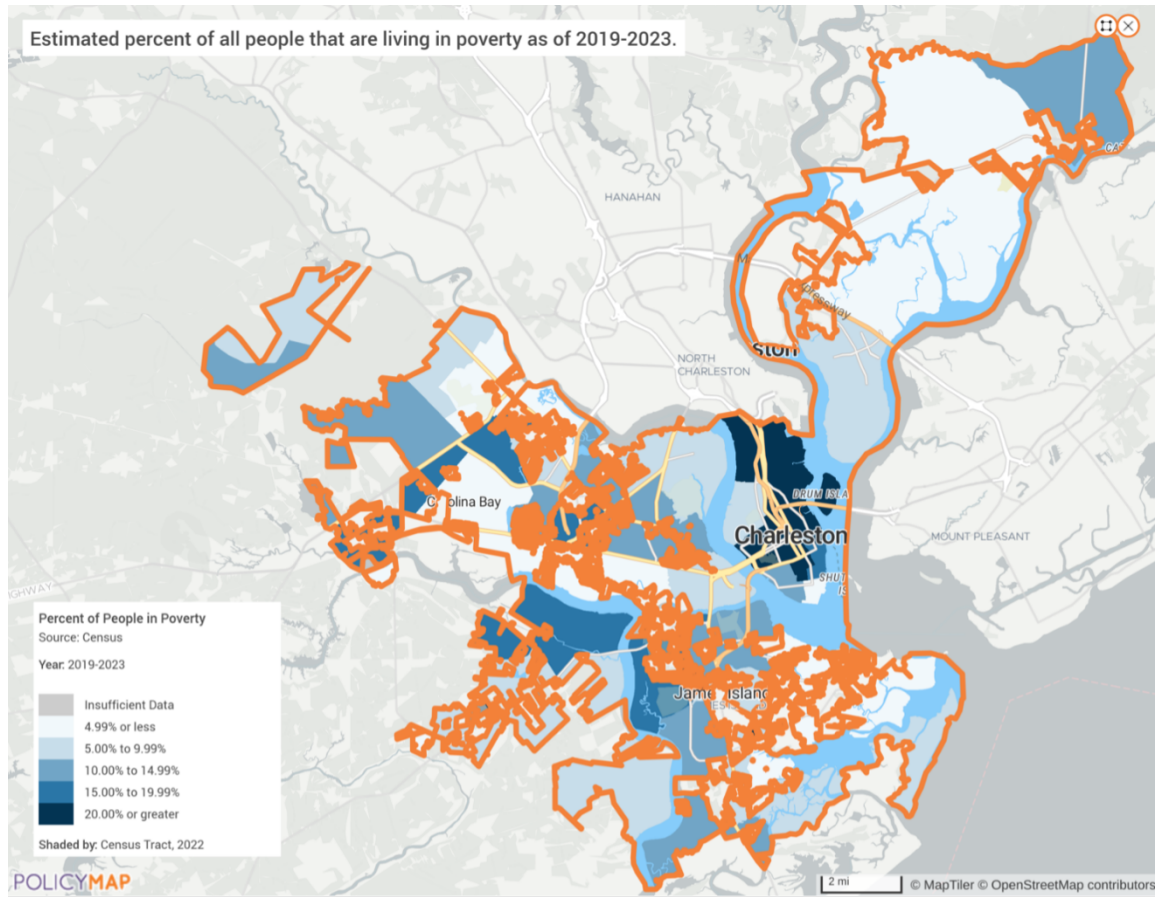 Estimated percent of all people that are living in poverty as of 2019-2023.
HANAHAN
NORTH
CHARLESTON
Carolina Bay
DRUM ISLA
Charleston
MOUNT PLEASANT
SHUT
James Island
Percent of People in Poverty
Source: Census
Year: 2019-2023
Insufficient Data
4.99% or less
5.00% to 9.99%
10.00% to 14.99%
15.00% to 19.99%
20.00% or greater
Shaded by: Census Tract, 2022
POLICYMAP
2 mi
© MapTiler © OpenStreetMap contributors